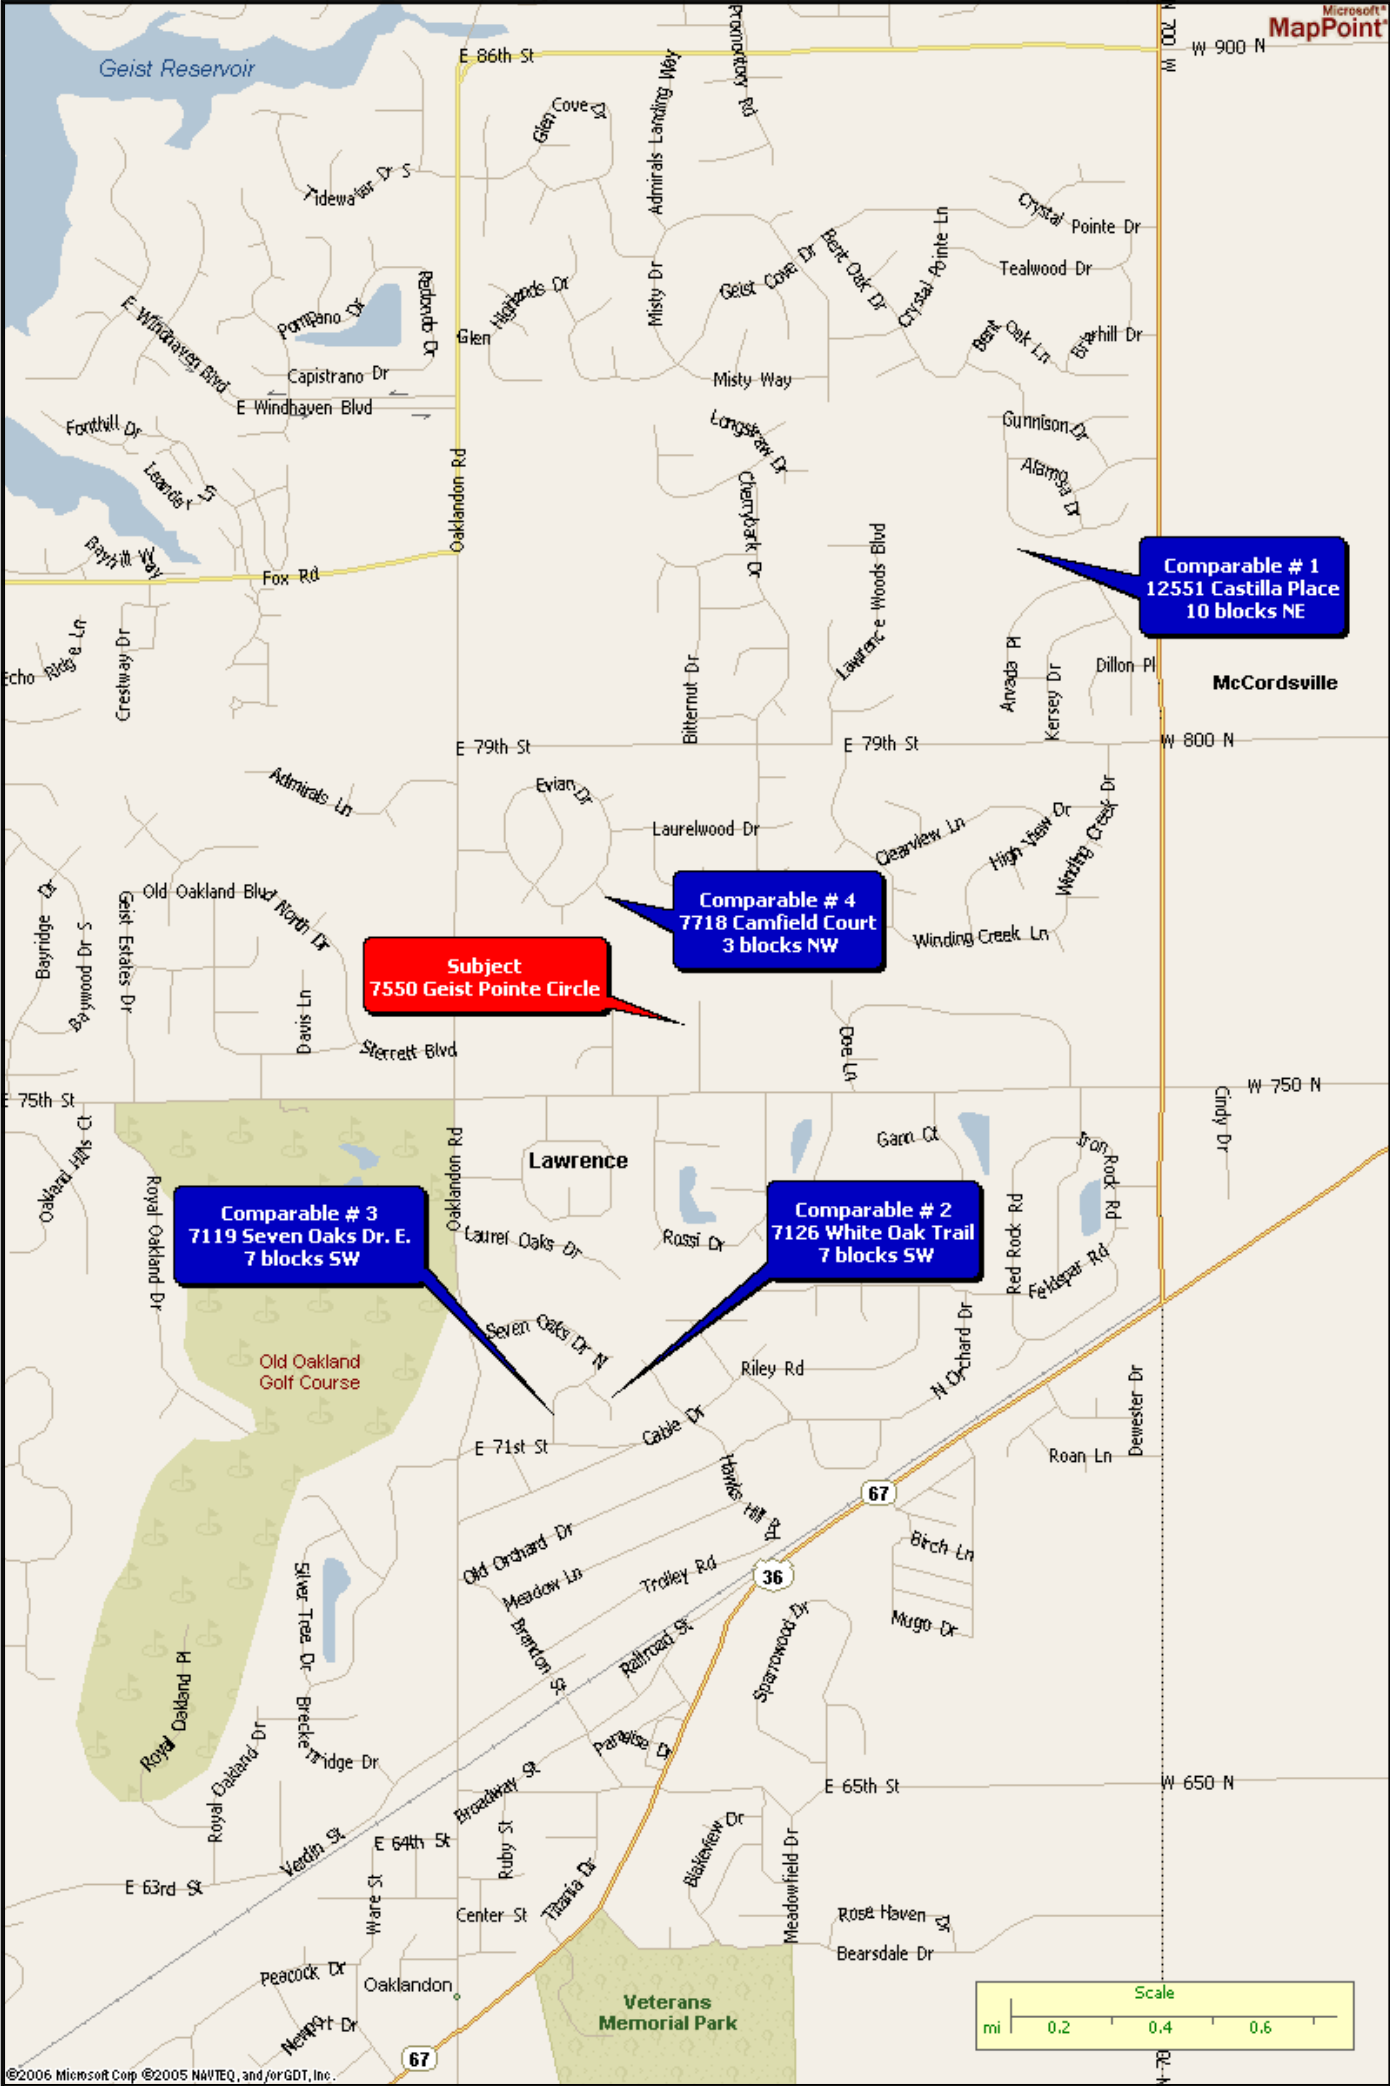 Microsoft®
MapPoint®
Geist Reservoir
E 86th St
Promontory Rd
N 700 W
W 900 N
Glen Cove Dr
Admirals Landing Way
Tidewater Dr S
Crystal Pointe Dr
Crystal Pointe Ln
Bent Oak Dr
Tealwood Dr
Geist Cove Dr
Misty Dr
Redondo Dr
Glen Highlands Dr
E Windhaven Blvd
Pompano Dr
Bent Oak Ln
Briarhill Dr
Capistrano Dr
Misty Way
E Windhaven Blvd
Fonthill Dr
Longstraw Dr
Gunnison Dr
Leander Ln
Oaklandon Rd
Cherrybark Dr
Alamosa Dr
Bayhill Way
Lawrence Woods Blvd
Fox Rd
Comparable # 1
12551 Castilla Place
10 blocks NE
Echo Ridge Ln
Crestway Dr
Bitternut Dr
Arvada Pl
Kersey Dr
Dillon Pl
McCordsville
E 79th St
E 79th St
W 800 N
Admirals Ln
Evian Dr
Laurelwood Dr
Clearview Ln
High View Dr
Winding Creek Dr
Bayridge Dr
Baywood Dr S
Geist Estates Dr
Old Oakland Blvd North Dr
Comparable # 4
7718 Camfield Court
3 blocks NW
Winding Creek Ln
Subject
7550 Geist Pointe Circle
Davis Ln
Sterrett Blvd
Doe Ln
E 75th St
W 750 N
Cindy Dr
Oakland Hills Ct
Oaklandon Rd
Lawrence
Gann Ct
Iron Rock Rd
Royal Oakland Dr
Comparable # 3
7119 Seven Oaks Dr. E.
7 blocks SW
Comparable # 2
7126 White Oak Trail
7 blocks SW
Laurel Oaks Dr
Rossi Dr
Red Rock Rd
Feldspar Rd
Seven Oaks Dr N
Old Oakland
Golf Course
Riley Rd
N Orchard Dr
Dewester Dr
Cable Dr
E 71st St
Roan Ln
Hawks Hill Rd
67
Old Orchard Dr
Birch Ln
Meadow Ln
Trolley Rd
36
Silver Tree Dr
Mugo Dr
Brandon St
Railroad St
Sparrowood Dr
Royal Oakland Pl
Breckenridge Dr
Royal Oakland Dr
Paradise Dr
Broadway St
E 65th St
W 650 N
Verdin St
E 64th St
Ruby St
Blakeview Dr
Meadowfield Dr
E 63rd St
Ware St
Center St
Titania Dr
Rose Haven Dr
Bearsdale Dr
Peacock Dr
Oaklandon
Veterans
Memorial Park
Newport Dr
67
Scale
mi 0.2 0.4 0.6
©2006 Microsoft Corp ©2005 NAVTEQ, and/or GDT, Inc.